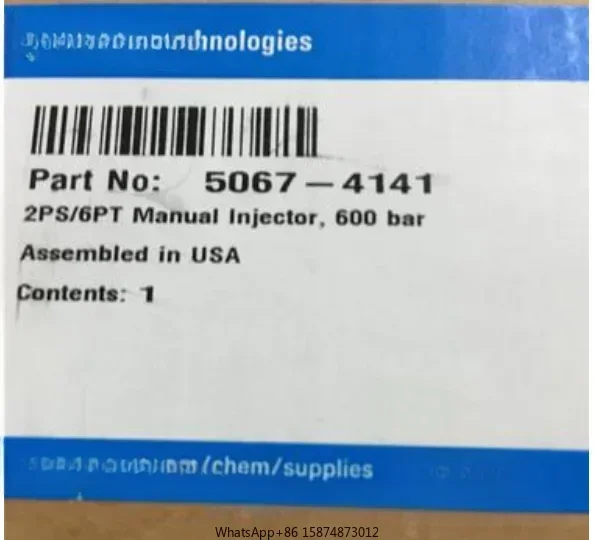 Part No: 5067-4141
2PS/6PT Manual Injector, 600 bar
Assembled in USA
Contents: 1
/chem/supplies
WhatsApp+86 15874873012